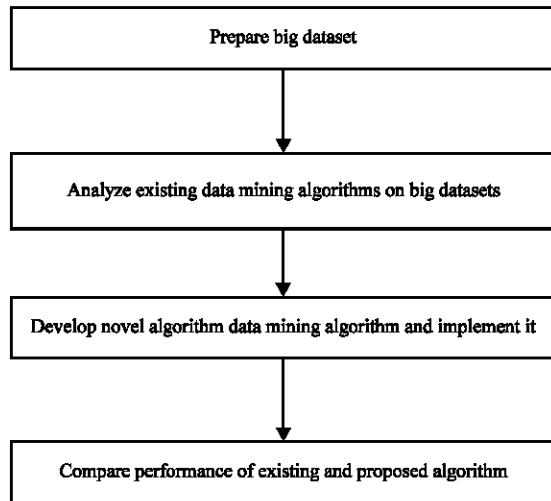 Prepare big dataset
Analyze existing data mining algorithms on big datasets
Develop novel algorithm data mining algorithm and implement it
Compare performance of existing and proposed algorithm